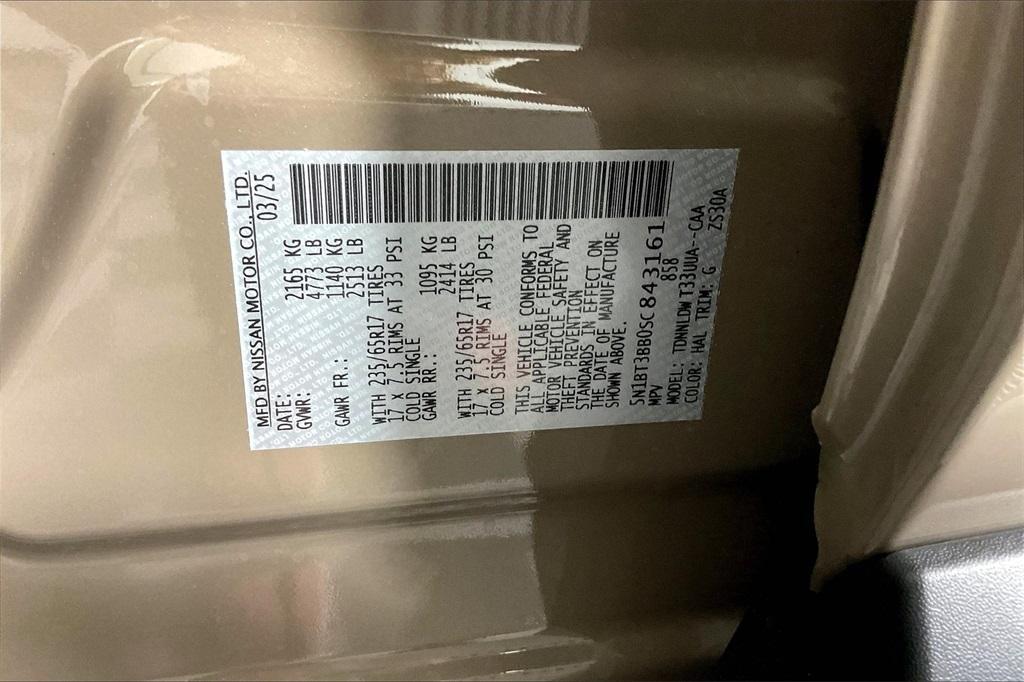 MFD BY NISSAN MOTOR CO., LTD.
DATE: 03/25
GVWR: 2165 KG
4773 LB
GAWR FR.: 1140 KG
2513 LB
WITH 235/65R17 TIRES
17 x 7.5 RIMS AT 33 PSI
COLD SINGLE
GAWR RR.: 1095 KG
2414 LB
WITH 235/65R17 TIRES
17 x 7.5 RIMS AT 30 PSI
COLD SINGLE
THIS VEHICLE CONFORMS TO
ALL APPLICABLE FEDERAL
MOTOR VEHICLE SAFETY AND
THEFT PREVENTION
STANDARDS IN EFFECT ON
THE DATE OF MANUFACTURE
SHOWN ABOVE.
5N1BT3BB0SC843161
MPV 858
MODEL: TDNNLDWT33UUA--CAA
COLOR: HAL TRIM: G ZS30A